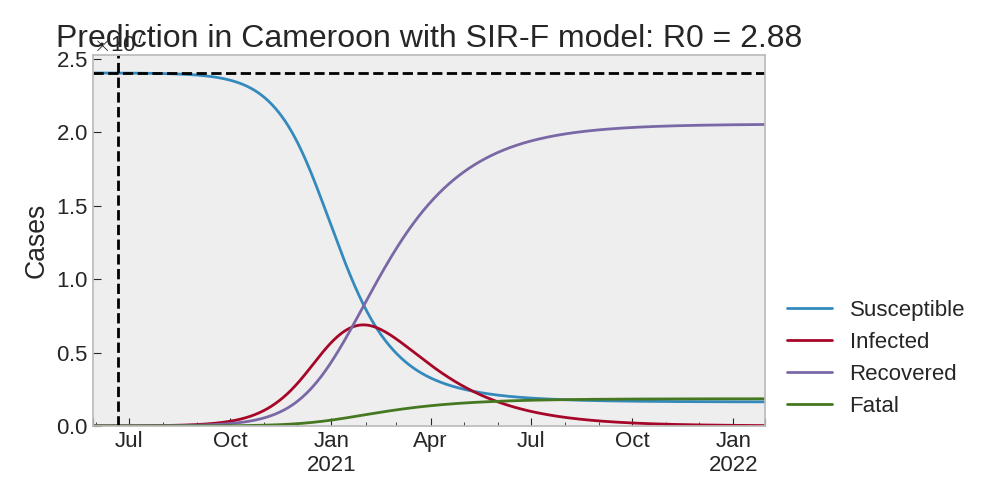 Prediction in Cameroon with SIR-F model: R0 = 2.88
×10⁷
2.5
2.0
1.5
1.0
0.5
0.0
Cases
Jul Oct Jan Apr Jul Oct Jan
2021 2022
Susceptible
Infected
Recovered
Fatal